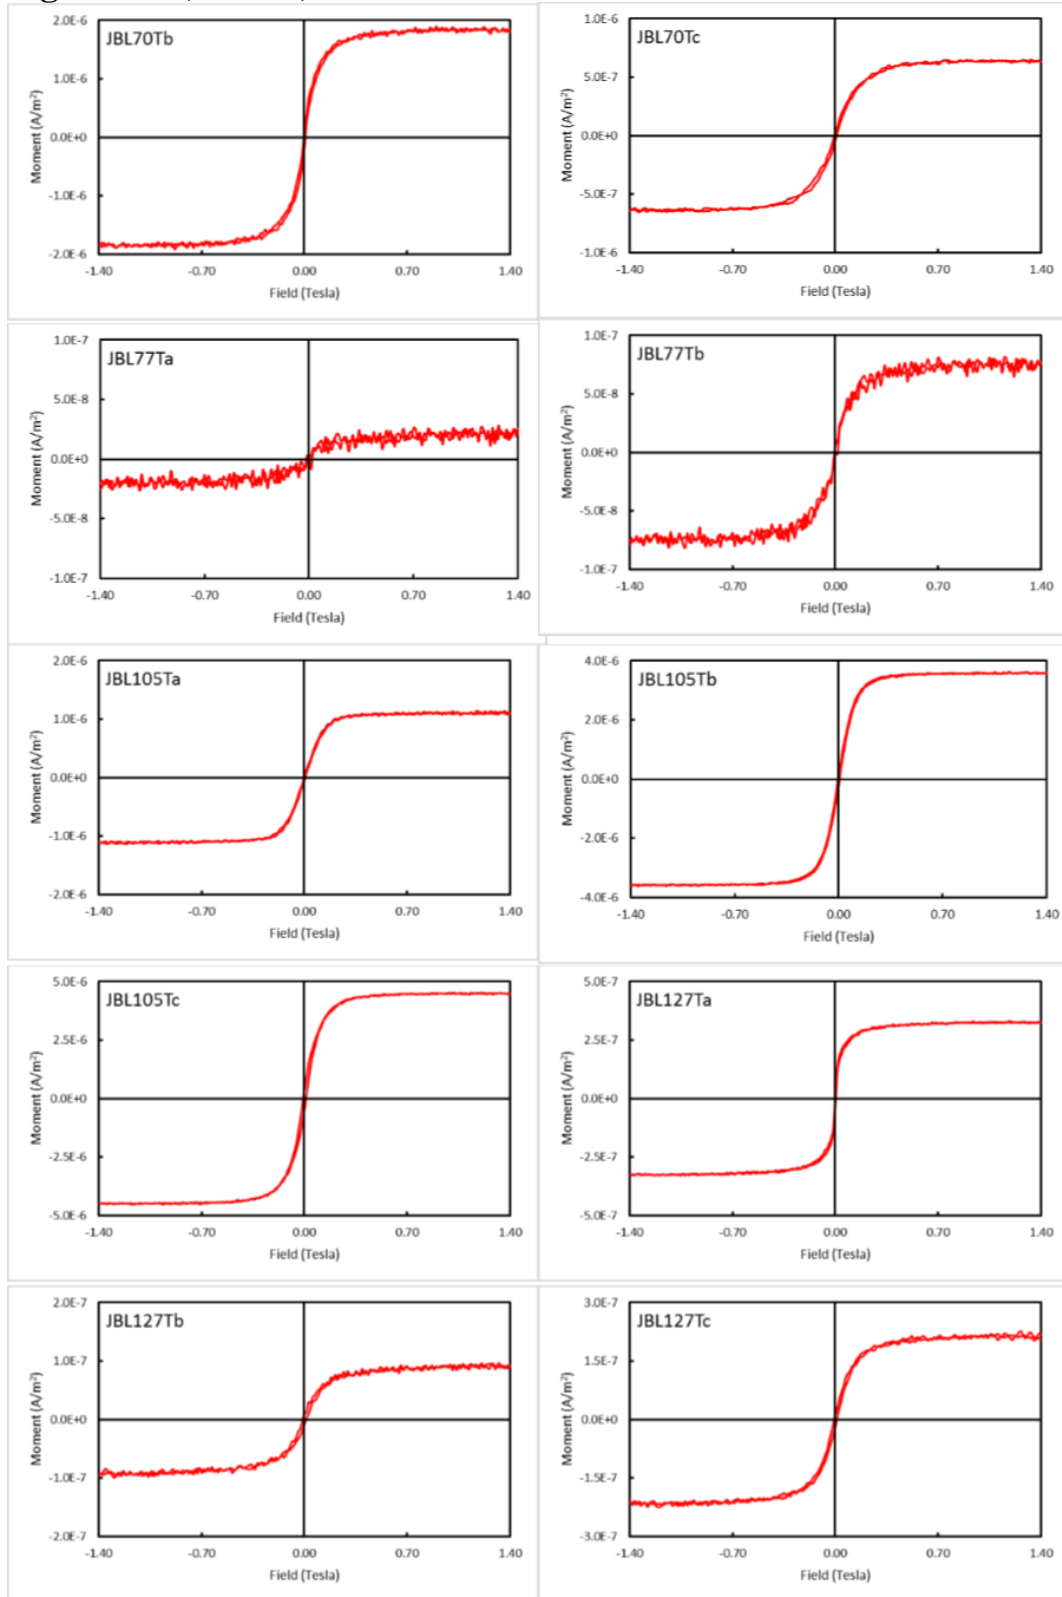 JBL70Tb
Moment (A/m²)
2.0E-6
1.0E-6
0.0E+0
-1.0E-6
-2.0E-6
-1.40 -0.70 0.00 0.70 1.40
Field (Tesla)
JBL70Tc
Moment (A/m²)
1.0E-6
5.0E-7
0.0E+0
-5.0E-7
-1.0E-6
-1.40 -0.70 0.00 0.70 1.40
Field (Tesla)
JBL77Ta
Moment (A/m²)
1.0E-7
5.0E-8
0.0E+0
-5.0E-8
-1.0E-7
-1.40 -0.70 0.00 0.70 1.40
Field (Tesla)
JBL77Tb
Moment (A/m²)
1.0E-7
5.0E-8
0.0E+0
-5.0E-8
-1.0E-7
-1.40 -0.70 0.00 0.70 1.40
Field (Tesla)
JBL105Ta
Moment (A/m²)
2.0E-6
1.0E-6
0.0E+0
-1.0E-6
-2.0E-6
-1.40 -0.70 0.00 0.70 1.40
Field (Tesla)
JBL105Tb
Moment (A/m²)
4.0E-6
2.0E-6
0.0E+0
-2.0E-6
-4.0E-6
-1.40 -0.70 0.00 0.70 1.40
Field (Tesla)
JBL105Tc
Moment (A/m²)
5.0E-6
2.5E-6
0.0E+0
-2.5E-6
-5.0E-6
-1.40 -0.70 0.00 0.70 1.40
Field (Tesla)
JBL127Ta
Moment (A/m²)
5.0E-7
2.5E-7
0.0E+0
-2.5E-7
-5.0E-7
-1.40 -0.70 0.00 0.70 1.40
Field (Tesla)
JBL127Tb
Moment (A/m²)
2.0E-7
1.0E-7
0.0E+0
-1.0E-7
-2.0E-7
-1.40 -0.70 0.00 0.70 1.40
Field (Tesla)
JBL127Tc
Moment (A/m²)
3.0E-7
1.5E-7
0.0E+0
-1.5E-7
-3.0E-7
-1.40 -0.70 0.00 0.70 1.40
Field (Tesla)